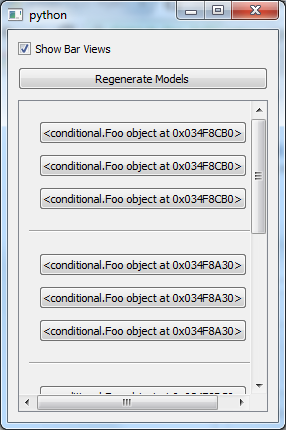 python
Show Bar Views
Regenerate Models
<conditional.Foo object at 0x034F8CB0>
<conditional.Foo object at 0x034F8CB0>
<conditional.Foo object at 0x034F8CB0>
<conditional.Foo object at 0x034F8A30>
<conditional.Foo object at 0x034F8A30>
<conditional.Foo object at 0x034F8A30>